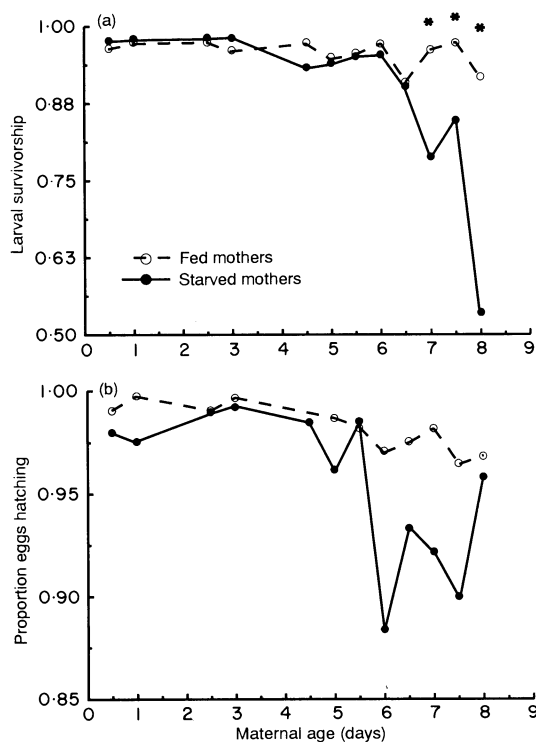 (a)
* * *
1·00
0·88
0·75
0·63
0·50
Larval survivorship
Fed mothers
Starved mothers
0 1 2 3 4 5 6 7 8 9
(b)
1·00
0·95
0·90
0·85
Proportion eggs hatching
0 1 2 3 4 5 6 7 8 9
Maternal age (days)